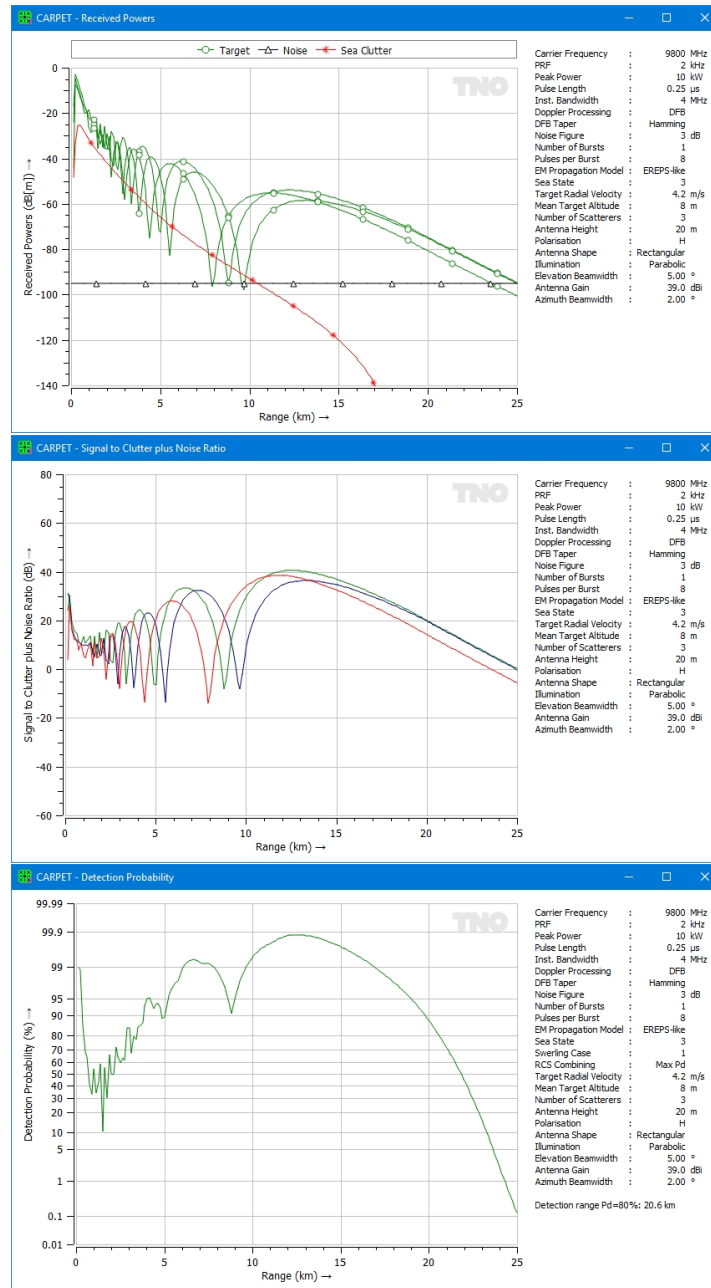 CARPET - Received Powers
Target Noise Sea Clutter
TNO
Received Powers (dB[m]) →
0
-20
-40
-60
-80
-100
-120
-140
0 5 10 15 20 25
Range (km) →
Carrier Frequency : 9800 MHz
PRF : 2 kHz
Peak Power : 10 kW
Pulse Length : 0.25 µs
Inst. Bandwidth : 4 MHz
Doppler Processing : DFB
DFB Taper : Hamming
Noise Figure : 3 dB
Number of Bursts : 1
Pulses per Burst : 8
EM Propagation Model : EREPS-like
Sea State : 3
Target Radial Velocity : 4.2 m/s
Mean Target Altitude : 8 m
Number of Scatterers : 3
Antenna Height : 20 m
Polarisation : H
Antenna Shape : Rectangular
Illumination : Parabolic
Elevation Beamwidth : 5.00 °
Antenna Gain : 39.0 dBi
Azimuth Beamwidth : 2.00 °
CARPET - Signal to Clutter plus Noise Ratio
TNO
Signal to Clutter plus Noise Ratio (dB) →
80
60
40
20
0
-20
-40
-60
0 5 10 15 20 25
Range (km) →
Carrier Frequency : 9800 MHz
PRF : 2 kHz
Peak Power : 10 kW
Pulse Length : 0.25 µs
Inst. Bandwidth : 4 MHz
Doppler Processing : DFB
DFB Taper : Hamming
Noise Figure : 3 dB
Number of Bursts : 1
Pulses per Burst : 8
EM Propagation Model : EREPS-like
Sea State : 3
Target Radial Velocity : 4.2 m/s
Mean Target Altitude : 8 m
Number of Scatterers : 3
Antenna Height : 20 m
Polarisation : H
Antenna Shape : Rectangular
Illumination : Parabolic
Elevation Beamwidth : 5.00 °
Antenna Gain : 39.0 dBi
Azimuth Beamwidth : 2.00 °
CARPET - Detection Probability
TNO
Detection Probability (%) →
99.99
99.9
99
95
90
80
70
60
50
40
30
20
10
5
1
0.1
0.01
0 5 10 15 20 25
Range (km) →
Carrier Frequency : 9800 MHz
PRF : 2 kHz
Peak Power : 10 kW
Pulse Length : 0.25 µs
Inst. Bandwidth : 4 MHz
Doppler Processing : DFB
DFB Taper : Hamming
Noise Figure : 3 dB
Number of Bursts : 1
Pulses per Burst : 8
EM Propagation Model : EREPS-like
Sea State : 3
Swerling Case : 1
RCS Combining : Max Pd
Target Radial Velocity : 4.2 m/s
Mean Target Altitude : 8 m
Number of Scatterers : 3
Antenna Height : 20 m
Polarisation : H
Antenna Shape : Rectangular
Illumination : Parabolic
Elevation Beamwidth : 5.00 °
Antenna Gain : 39.0 dBi
Azimuth Beamwidth : 2.00 °
Detection range Pd=80%: 20.6 km